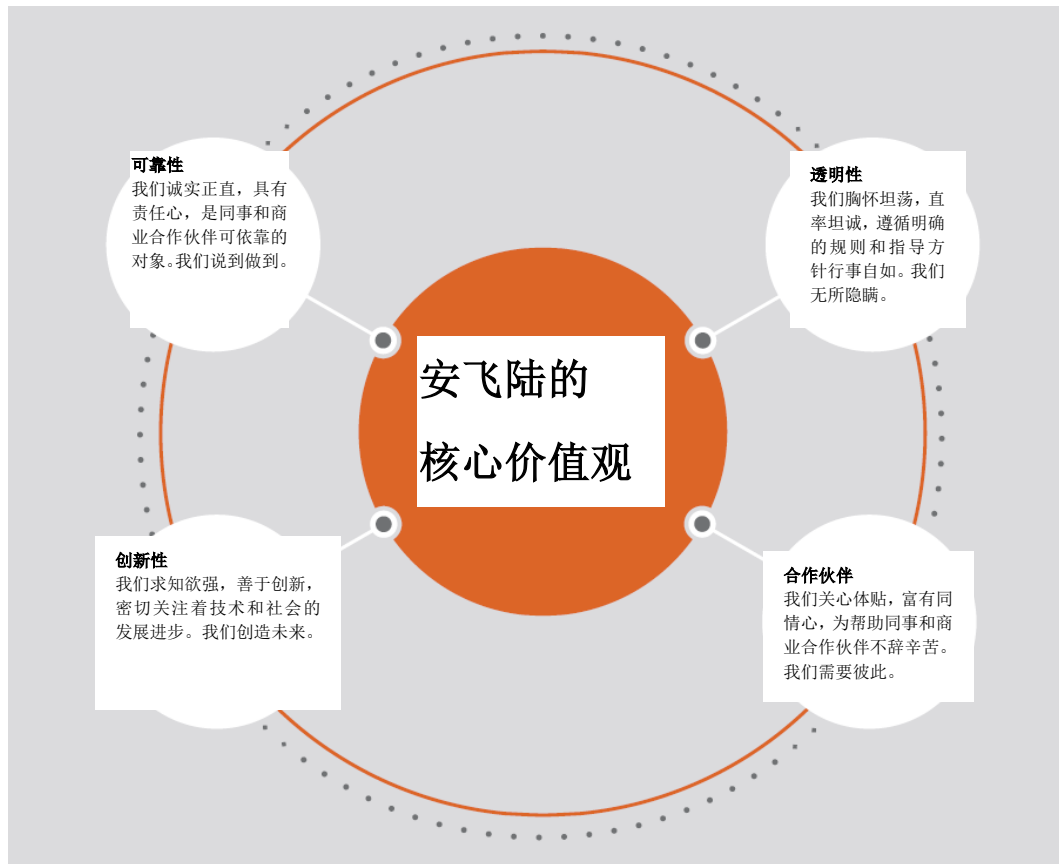 可靠性
我们诚实正直，具有
责任心，是同事和商
业合作伙伴可依靠的
对象。我们说到做到。
透明性
我们胸怀坦荡，直
率坦诚，遵循明确
的规则和指导方
针行事自如。我们
无所隐瞒。
安飞陆的
核心价值观
创新性
我们求知欲强，善于创新，
密切关注着技术和社会的
发展进步。我们创造未来。
合作伙伴
我们关心体贴，富有同
情心，为帮助同事和商
业合作伙伴不辞辛苦。
我们需要彼此。